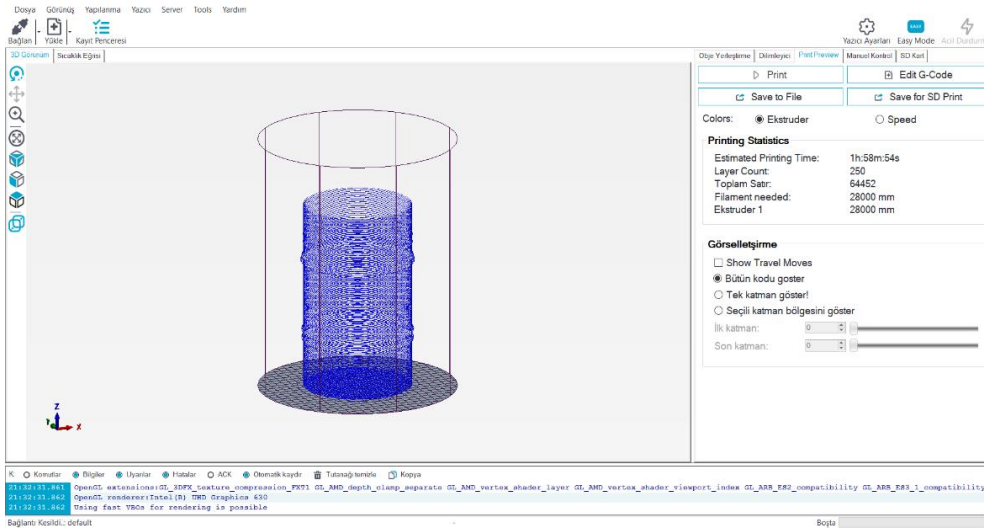 Dosya Görünüş Yapılanma Yazıcı Server Tools Yardım
Bağlan Yükle Kayıt Penceresi Yazıcı Ayarları Easy Mode Acil Durdurma
EASY
3D Görünüm Sıcaklık Eğrisi
Obje Yerleştirme Dilimleyici Print Preview Manuel Kontrol SD Kart
Print Edit G-Code
Save to File Save for SD Print
Colors: Ekstruder Speed
Printing Statistics
Estimated Printing Time: 1h:58m:54s
Layer Count: 250
Toplam Satır: 64452
Filament needed: 28000 mm
Ekstruder 1 28000 mm
Görselletşirme
Show Travel Moves
Bütün kodu goster
Tek katman göster!
Seçili katman bölgesini göster
İlk katman: 0
Son katman: 0
Z
Y
X
K: Komutlar Bilgiler Uyarılar Hatalar ACK Otomatik kaydır Tutanağı temizle Kopya
21:32:31.861 OpenGL extensions:GL_3DFX_texture_compression_FXT1 GL_AMD_depth_clamp_separate GL_AMD_vertex_shader_layer GL_AMD_vertex_shader_viewport_index GL_ARB_ES2_compatibility GL_ARB_ES3_1_compatibility
21:32:31.862 OpenGL renderer:Intel(R) UHD Graphics 630
21:32:31.862 Using fast VBOs for rendering is possible
Bağlantı Kesildi.: default - Boşta